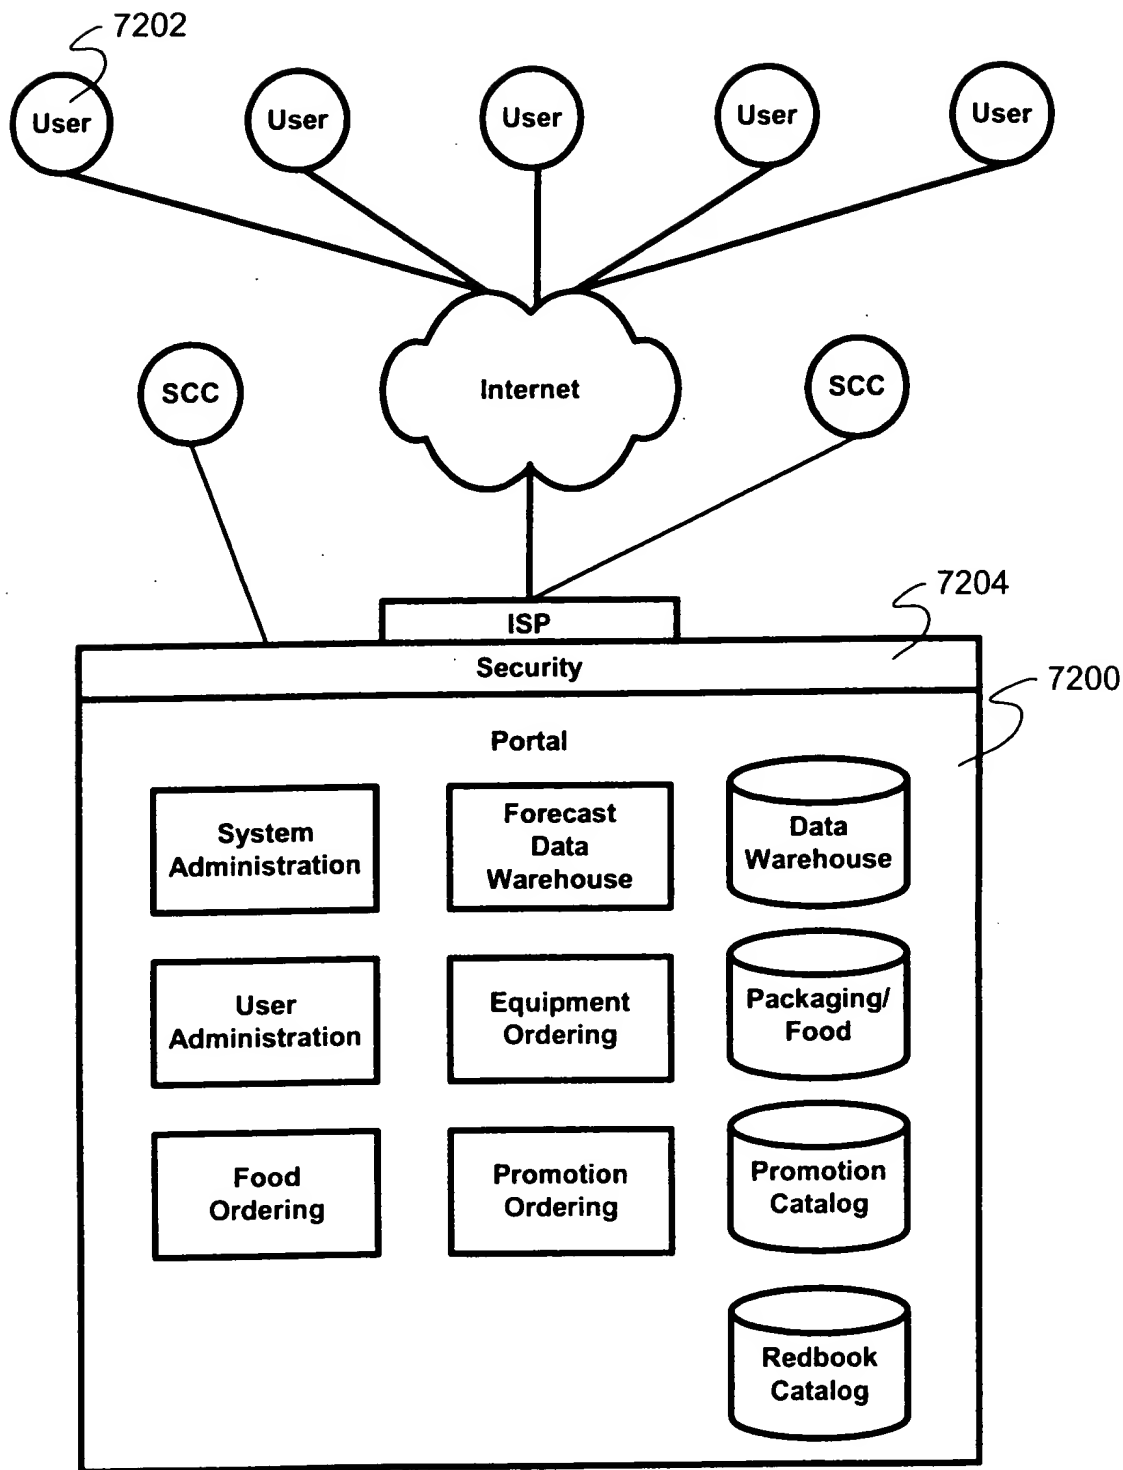 7202
User
User
User
User
User
SCC
Internet
SCC
ISP
7204
Security
7200
Portal
System
Administration
Forecast
Data
Warehouse
Data
Warehouse
User
Administration
Equipment
Ordering
Packaging/
Food
Food
Ordering
Promotion
Ordering
Promotion
Catalog
Redbook
Catalog